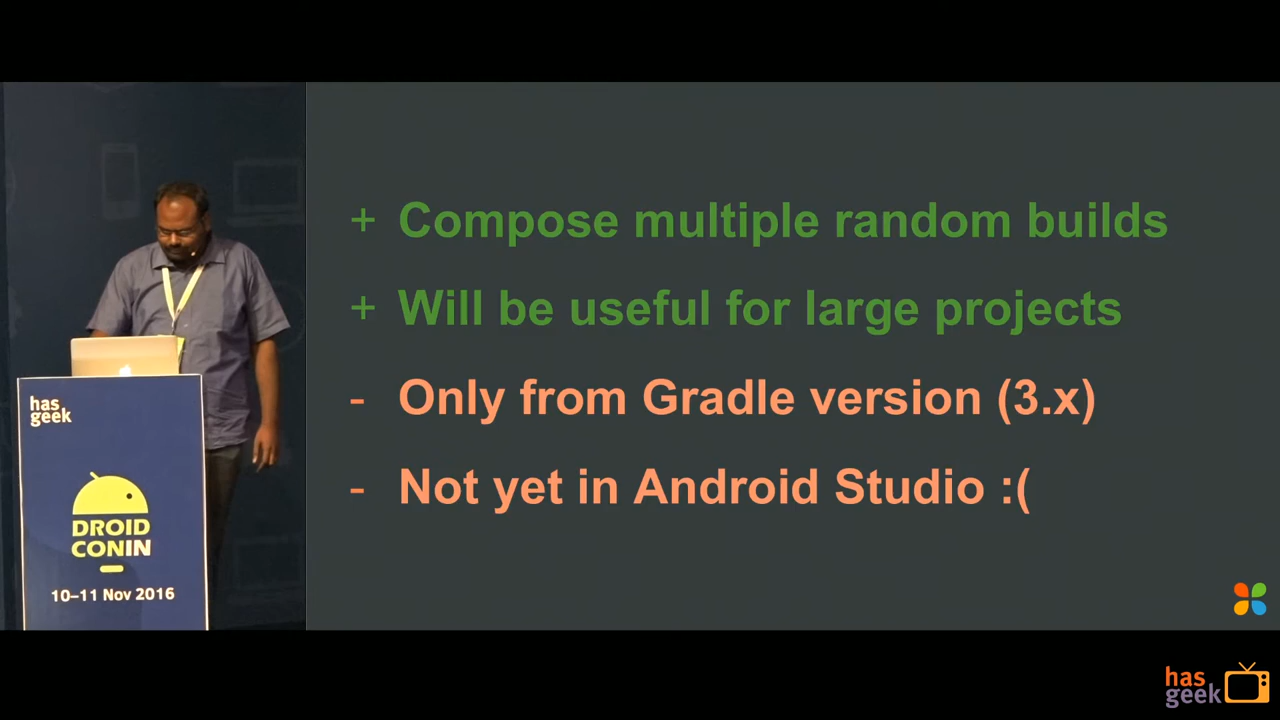 + Compose multiple random builds
+ Will be useful for large projects
- Only from Gradle version (3.x)
- Not yet in Android Studio :(
has
geek
DROID
CONIN
10–11 Nov 2016
has
geek